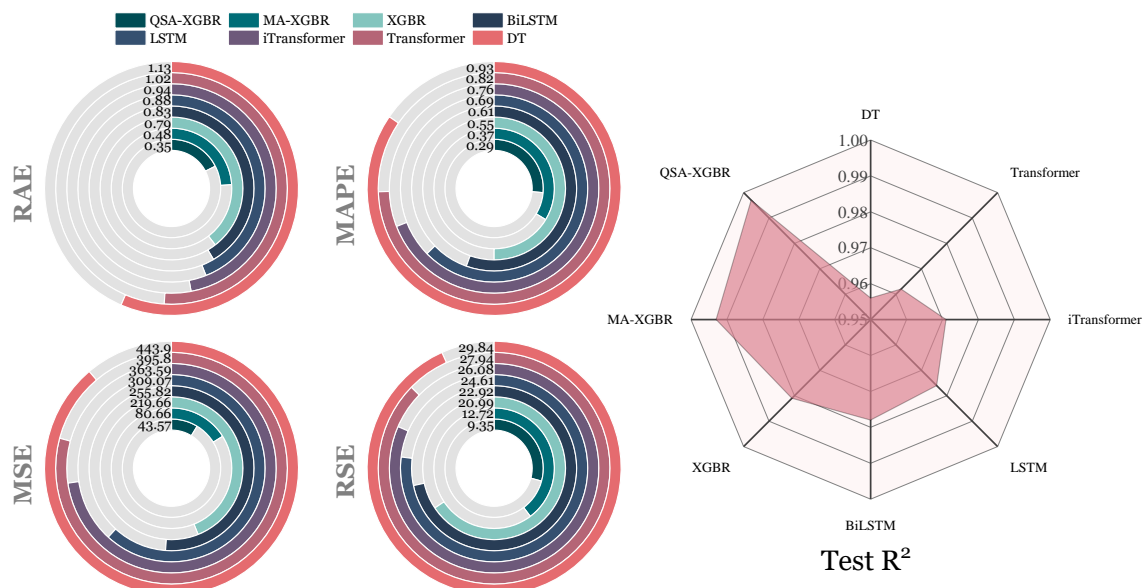 QSA-XGBR MA-XGBR XGBR BiLSTM
LSTM iTransformer Transformer DT
RAE
1.13
1.02
0.94
0.88
0.83
0.79
0.48
0.35
MAPE
0.93
0.82
0.76
0.69
0.61
0.55
0.37
0.29
MSE
443.9
395.8
363.59
309.07
255.82
219.66
80.66
43.57
RSE
29.84
27.94
26.08
24.61
22.92
20.99
12.72
9.35
DT
1.00
0.99
0.98
0.97
0.96
0.95
QSA-XGBR
Transformer
MA-XGBR
iTransformer
XGBR
LSTM
BiLSTM
Test R²